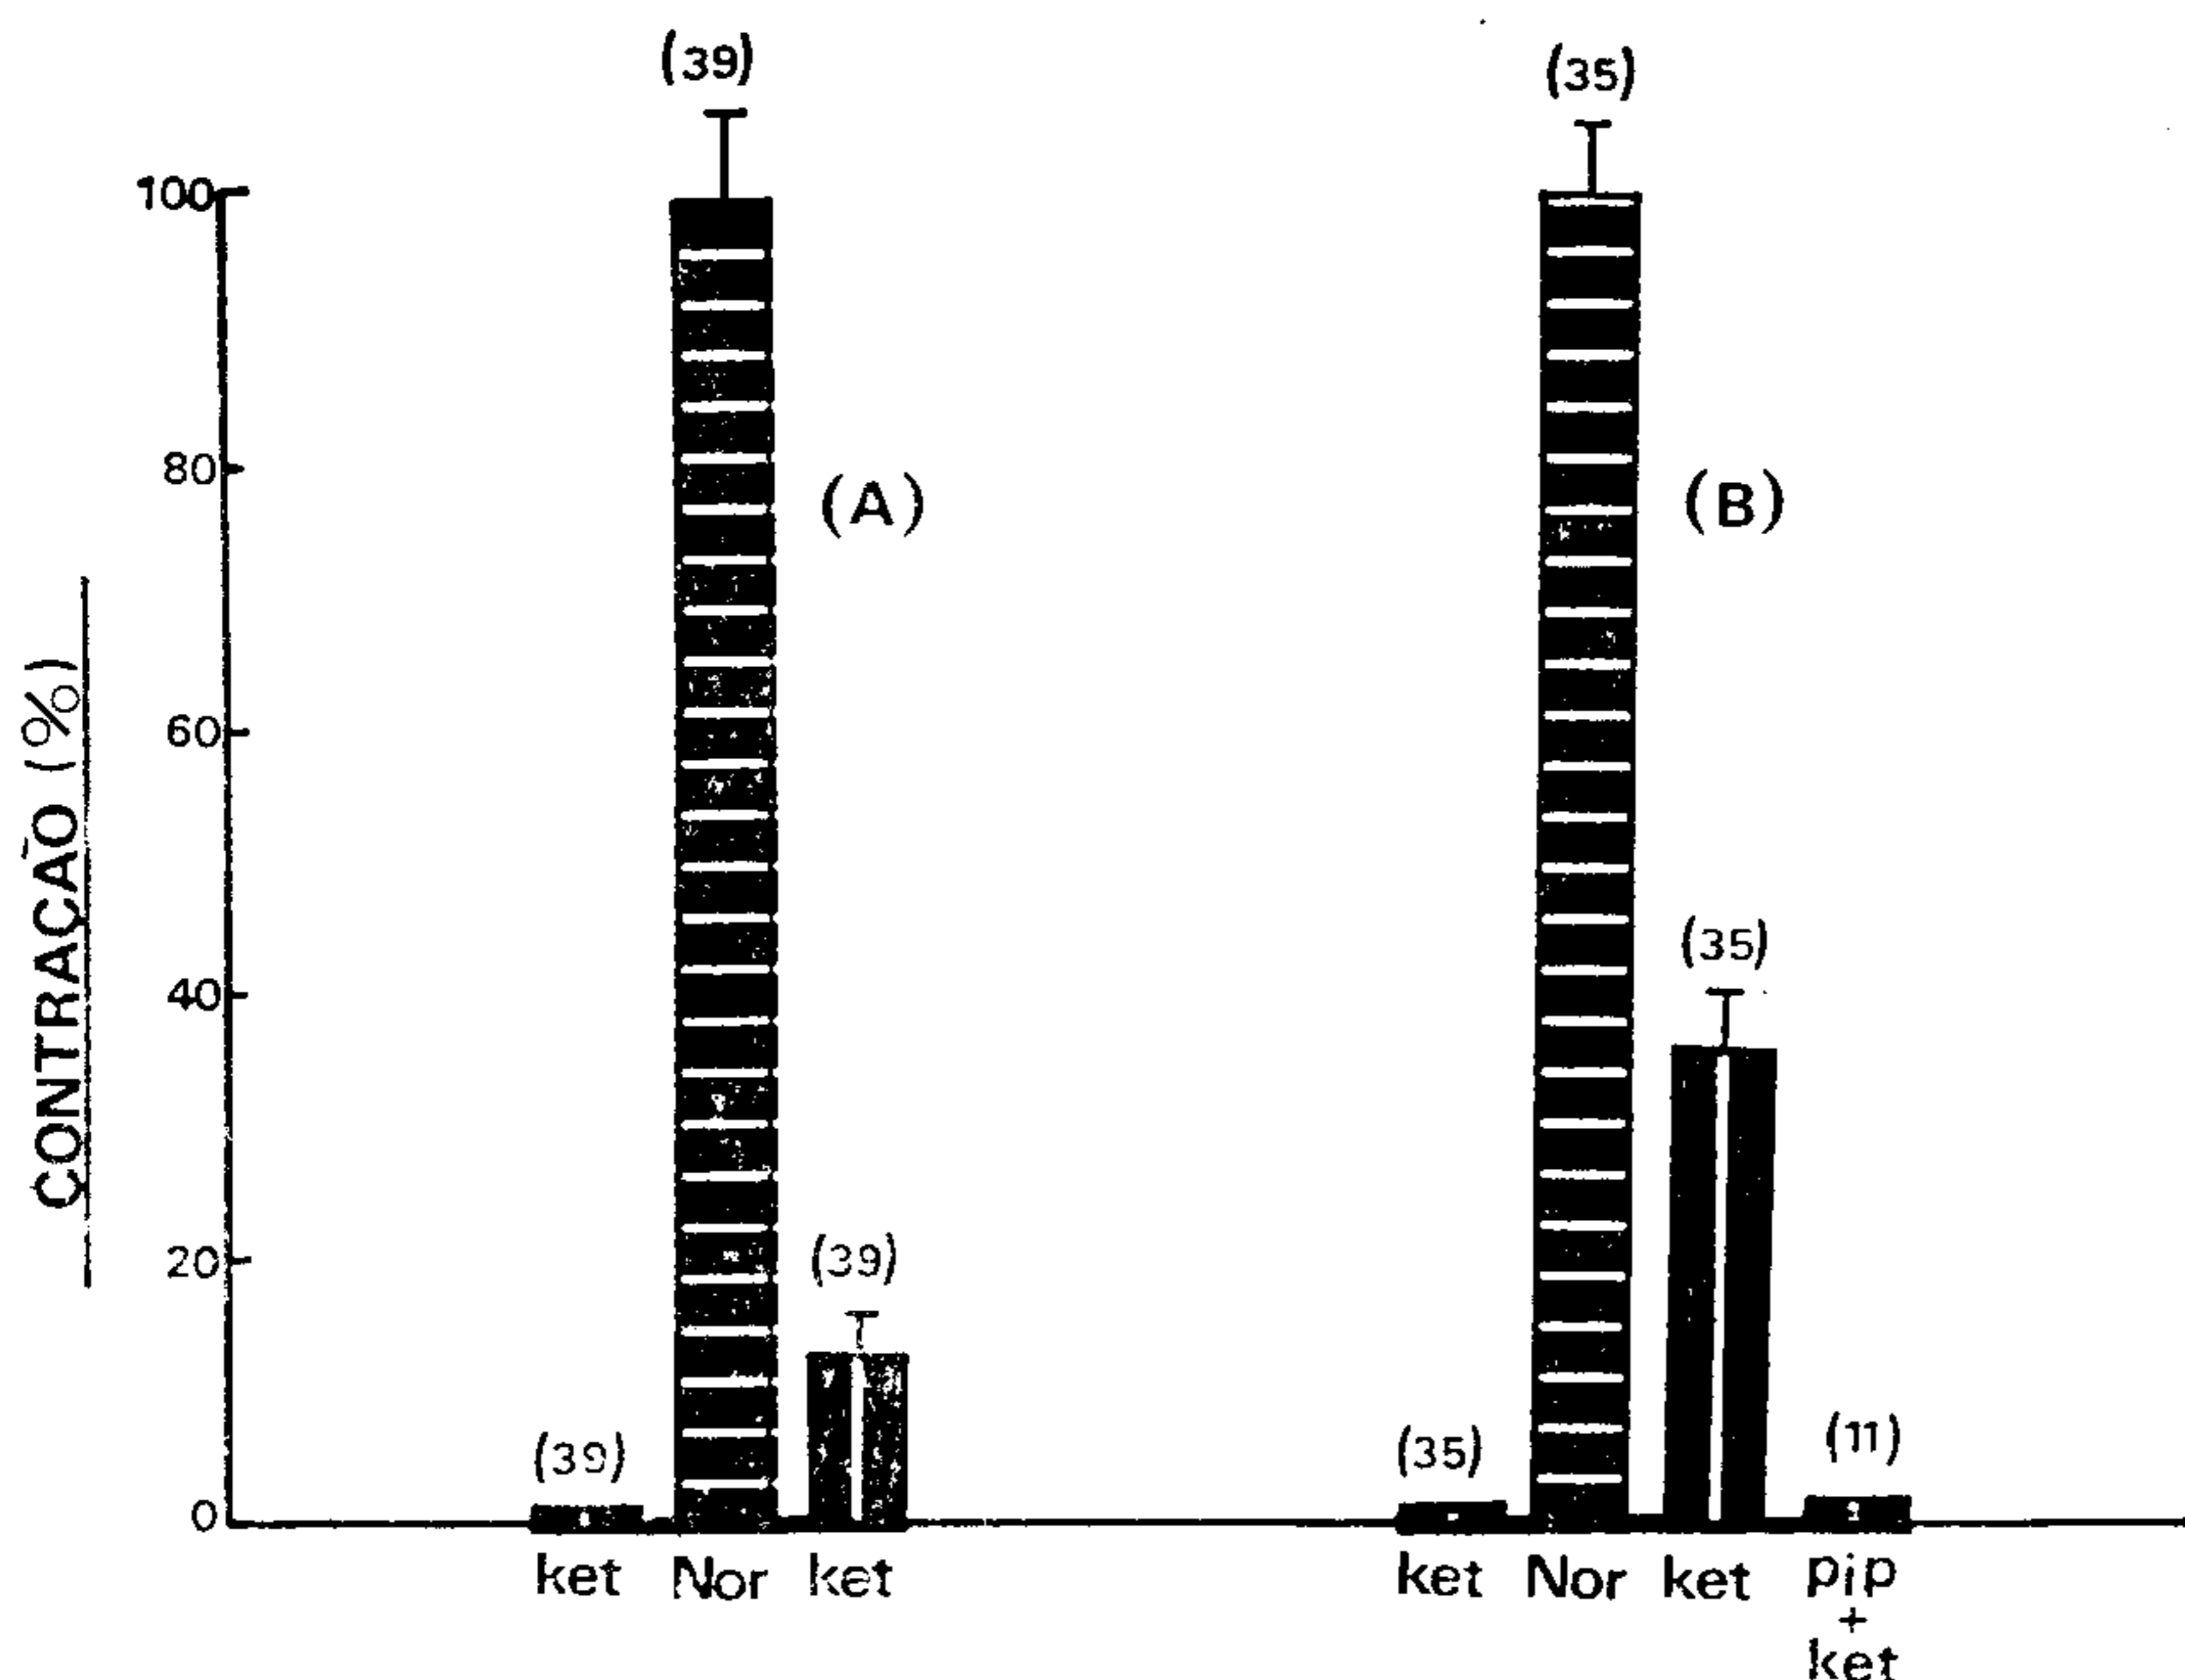 (39)
(35)
100
80
(A)
(B)
60
CONTRAÇÃO (%)
(35)
40
20
(39)
(39)
(35)
(11)
0
ket Nor ket
ket Nor ket pip
+
ket